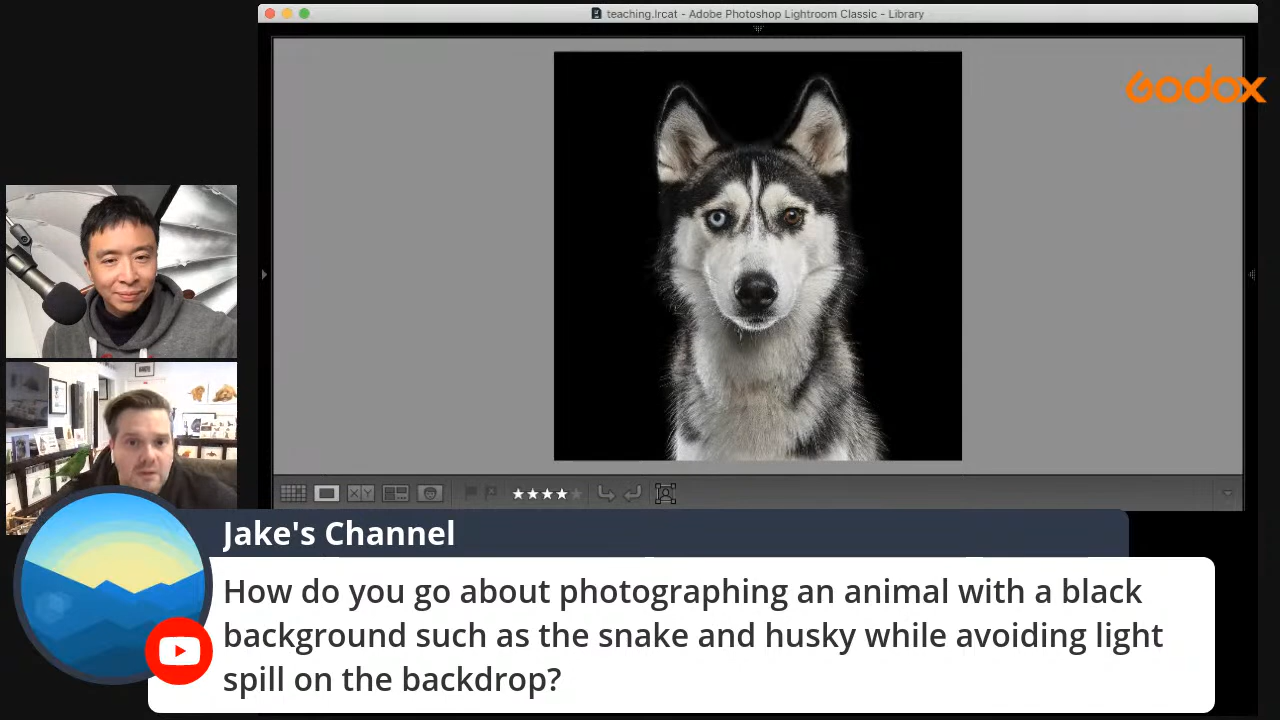 teaching.lrcat - Adobe Photoshop Lightroom Classic - Library
Godox
X Y
★★★★
Jake's Channel
How do you go about photographing an animal with a black
background such as the snake and husky while avoiding light
spill on the backdrop?